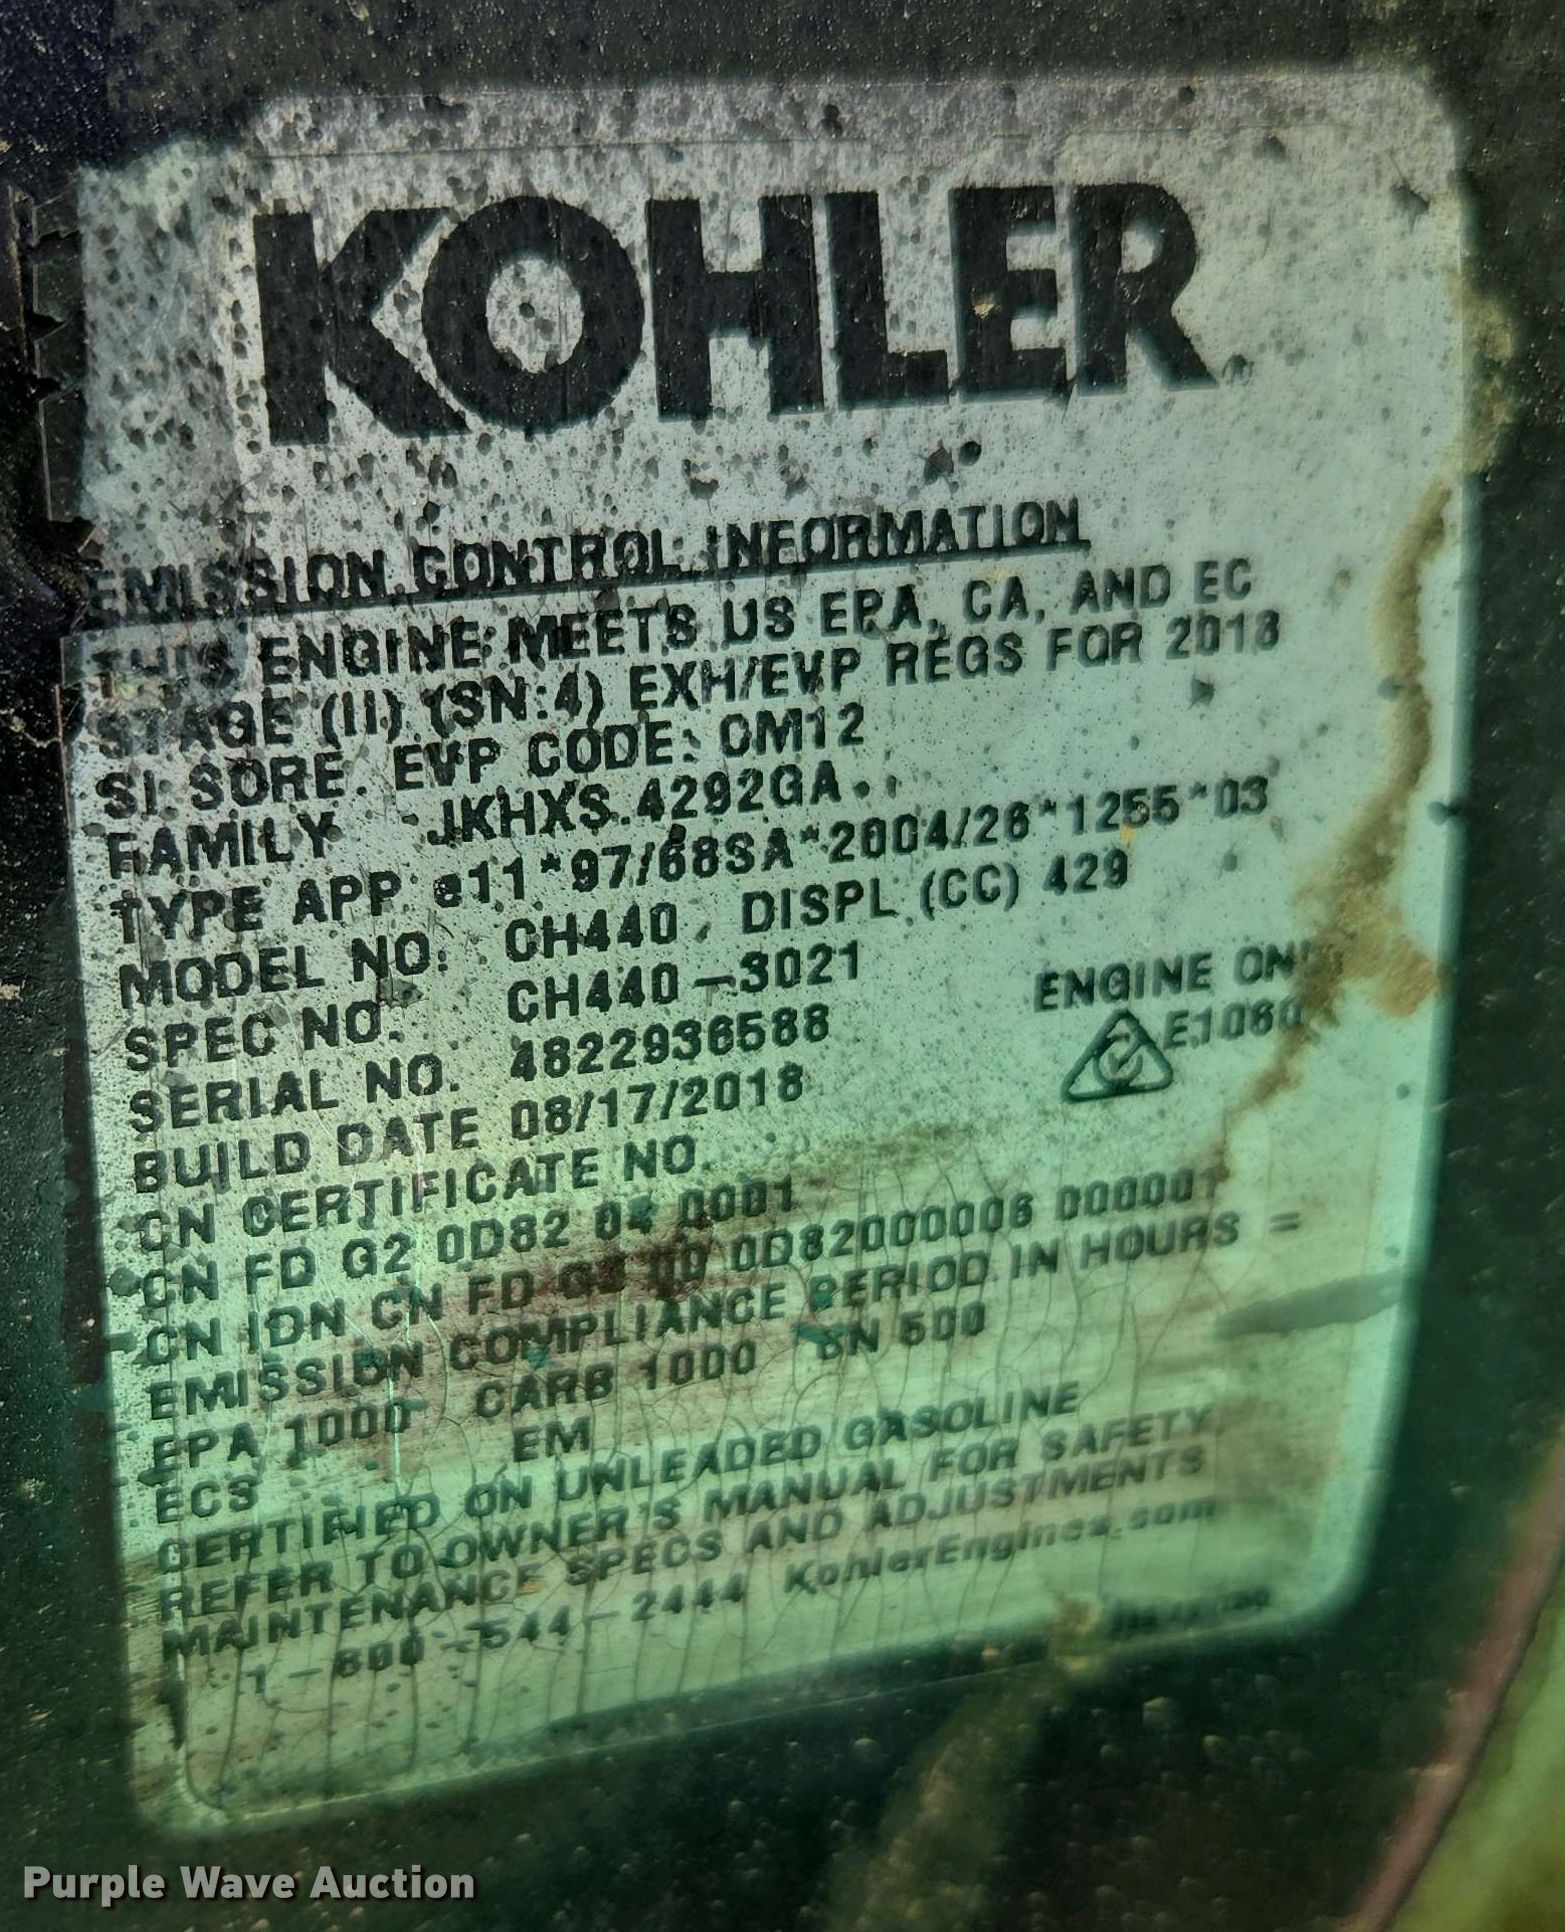 KOHLER
EMISSION CONTROL INFORMATION
THIS ENGINE MEETS US EPA, CA, AND EC
STAGE (II) (SN:4) EXH/EVP REGS FOR 2018
SI SORE. EVP CODE: CM12
FAMILY JKHXS.4292GA
TYPE APP e11*97/68SA*2004/26*1255*03
MODEL NO. CH440 DISPL (CC) 429
SPEC NO. CH440-3021
ENGINE ONLY
SERIAL NO. 4822936588
E1060
BUILD DATE 08/17/2018
CN CERTIFICATE NO.
CN FD G2 0D82 04 0001
CN IDN CN FD G3 00 0D82000006 000001
EMISSION COMPLIANCE PERIOD IN HOURS =
EPA 1000 CARB 1000 SN 500
ECS EM
CERTIFIED ON UNLEADED GASOLINE
REFER TO OWNER'S MANUAL FOR SAFETY,
MAINTENANCE SPECS AND ADJUSTMENTS
1-800-544-2444 KohlerEngines.com
Purple Wave Auction